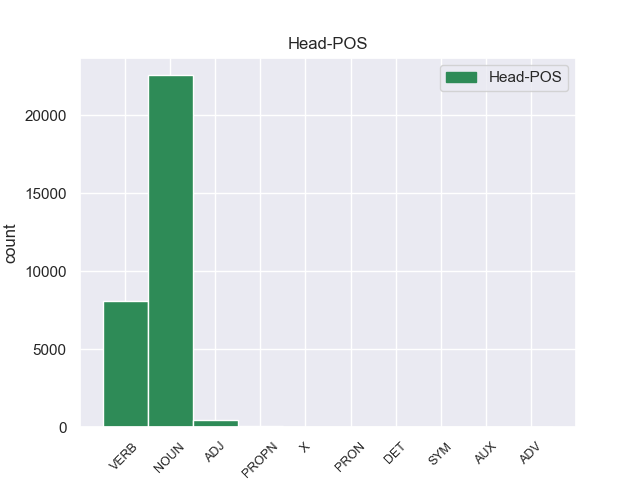 Head-POS
Head-POS
20000
15000
10000
5000
0
count
VERB
NOUN
ADJ
PROPN
X
PRON
DET
SYM
AUX
ADV